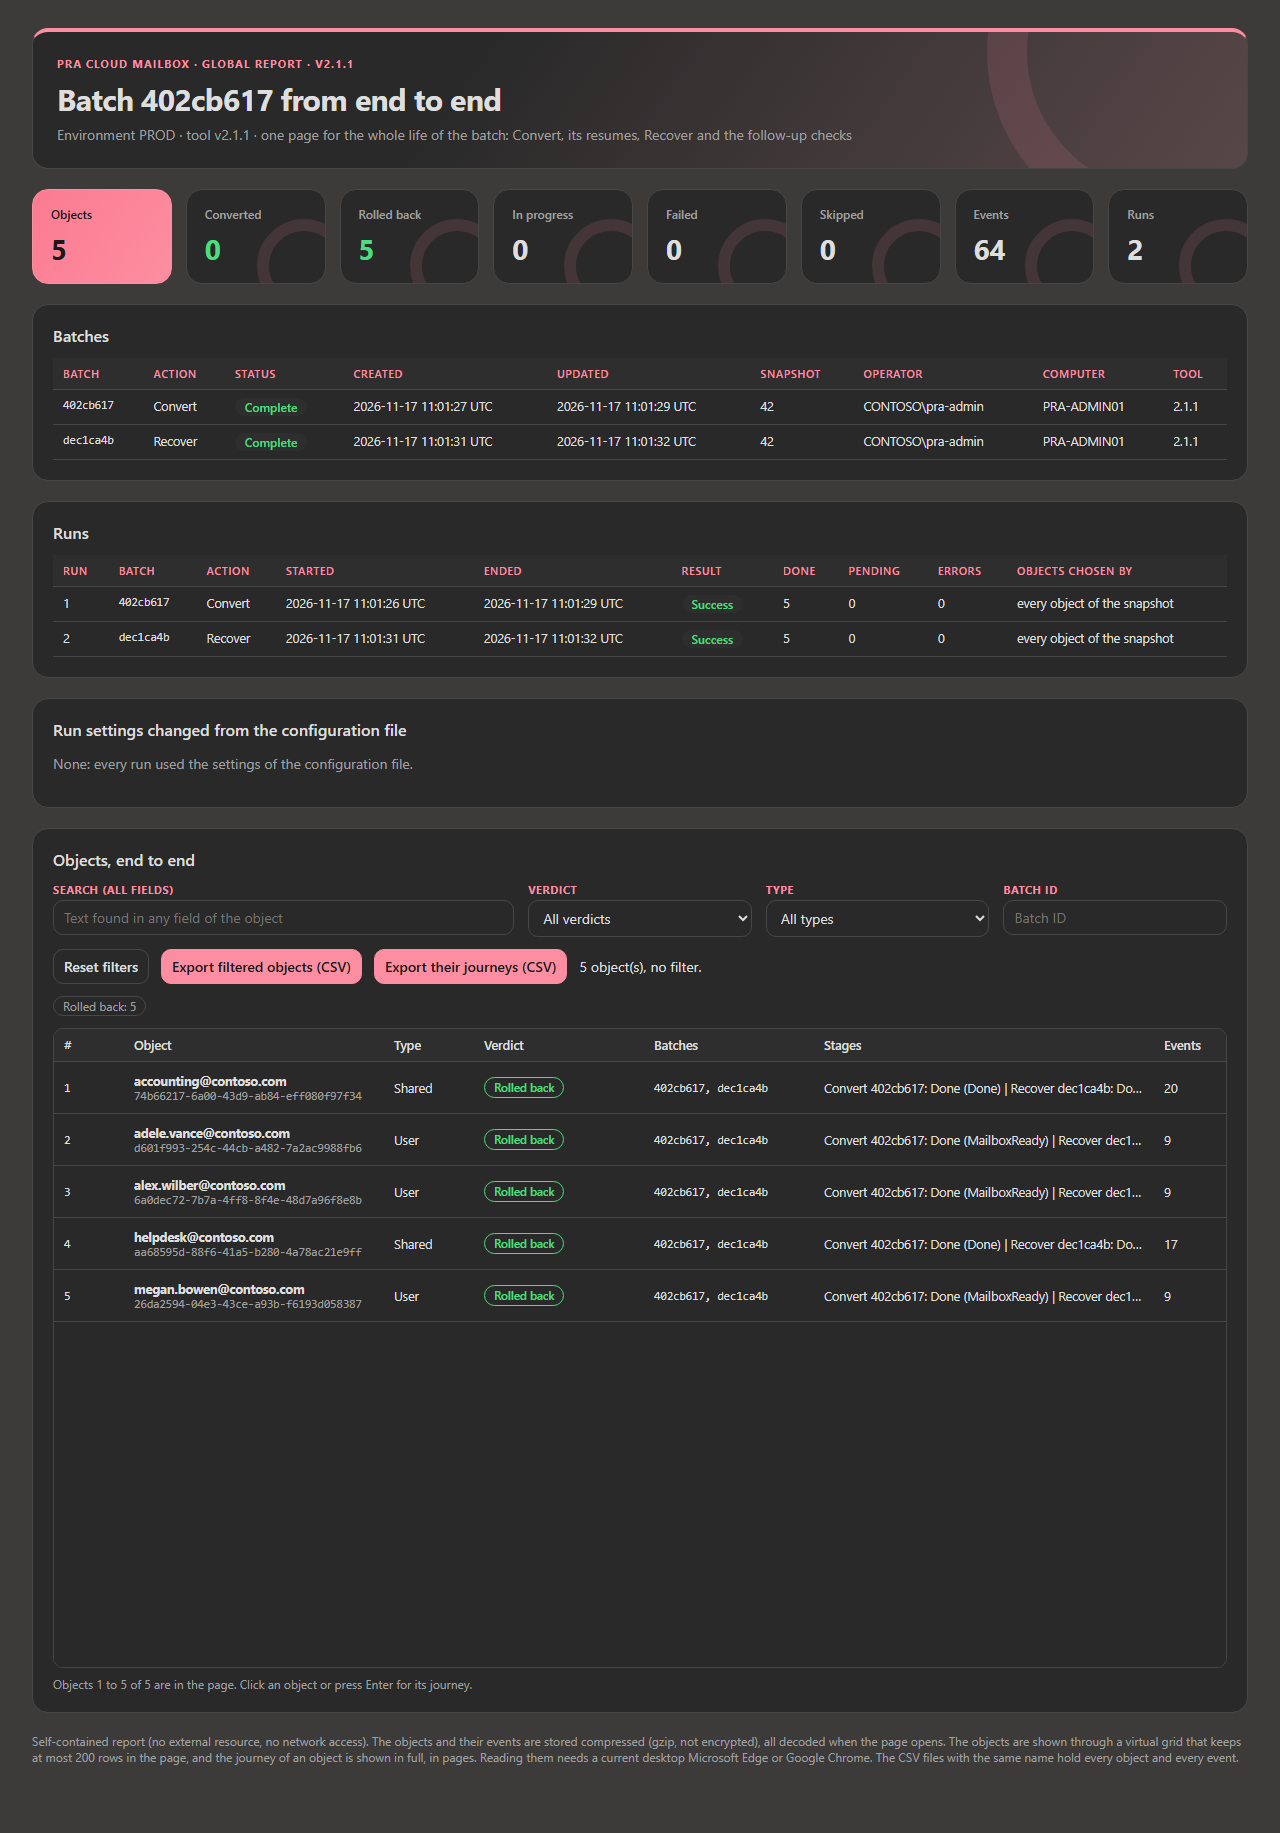 PRA CLOUD MAILBOX · GLOBAL REPORT · V2.1.1
Batch 402cb617 from end to end
Environment PROD · tool v2.1.1 · one page for the whole life of the batch: Convert, its resumes, Recover and the follow-up checks
Objects Converted Rolled back In progress Failed Skipped Events Runs
5 0 5 0 0 0 64 2
Batches
BATCH ACTION STATUS CREATED UPDATED SNAPSHOT OPERATOR COMPUTER TOOL
402cb617 Convert Complete 2026-11-17 11:01:27 UTC 2026-11-17 11:01:29 UTC 42 CONTOSO\pra-admin PRA-ADMIN01 2.1.1
dec1ca4b Recover Complete 2026-11-17 11:01:31 UTC 2026-11-17 11:01:32 UTC 42 CONTOSO\pra-admin PRA-ADMIN01 2.1.1
Runs
RUN BATCH ACTION STARTED ENDED RESULT DONE PENDING ERRORS OBJECTS CHOSEN BY
1 402cb617 Convert 2026-11-17 11:01:26 UTC 2026-11-17 11:01:29 UTC Success 5 0 0 every object of the snapshot
2 dec1ca4b Recover 2026-11-17 11:01:31 UTC 2026-11-17 11:01:32 UTC Success 5 0 0 every object of the snapshot
Run settings changed from the configuration file
None: every run used the settings of the configuration file.
Objects, end to end
SEARCH (ALL FIELDS) VERDICT TYPE BATCH ID
Text found in any field of the object All verdicts All types Batch ID
Reset filters Export filtered objects (CSV) Export their journeys (CSV) 5 object(s), no filter.
Rolled back: 5
# Object Type Verdict Batches Stages Events
1 accounting@contoso.com Shared Rolled back 402cb617, dec1ca4b Convert 402cb617: Done (Done) | Recover dec1ca4b: Do... 20
74b66217-6a00-43d9-ab84-eff080f97f34
2 adele.vance@contoso.com User Rolled back 402cb617, dec1ca4b Convert 402cb617: Done (MailboxReady) | Recover dec1... 9
d601f993-254c-44cb-a482-7a2ac9988fb6
3 alex.wilber@contoso.com User Rolled back 402cb617, dec1ca4b Convert 402cb617: Done (MailboxReady) | Recover dec1... 9
6a0dec72-7b7a-4ff8-8f4e-48d7a96f8e8b
4 helpdesk@contoso.com Shared Rolled back 402cb617, dec1ca4b Convert 402cb617: Done (Done) | Recover dec1ca4b: Do... 17
aa68595d-88f6-41a5-b280-4a78ac21e9ff
5 megan.bowen@contoso.com User Rolled back 402cb617, dec1ca4b Convert 402cb617: Done (MailboxReady) | Recover dec1... 9
26da2594-04e3-43ce-a93b-f6193d058387
Objects 1 to 5 of 5 are in the page. Click an object or press Enter for its journey.
Self-contained report (no external resource, no network access). The objects and their events are stored compressed (gzip, not encrypted), all decoded when the page opens. The objects are shown through a virtual grid that keeps
at most 200 rows in the page, and the journey of an object is shown in full, in pages. Reading them needs a current desktop Microsoft Edge or Google Chrome. The CSV files with the same name hold every object and every event.